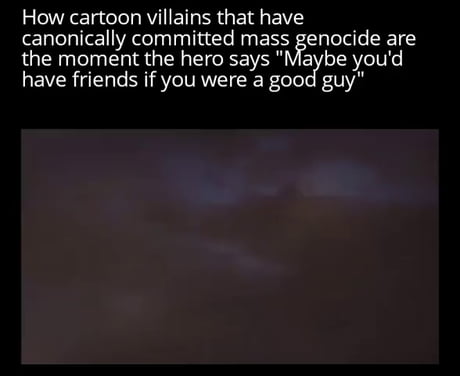 How cartoon villains that have
canonically committed mass genocide are
the moment the hero says "Maybe you'd
have friends if you were a good guy"